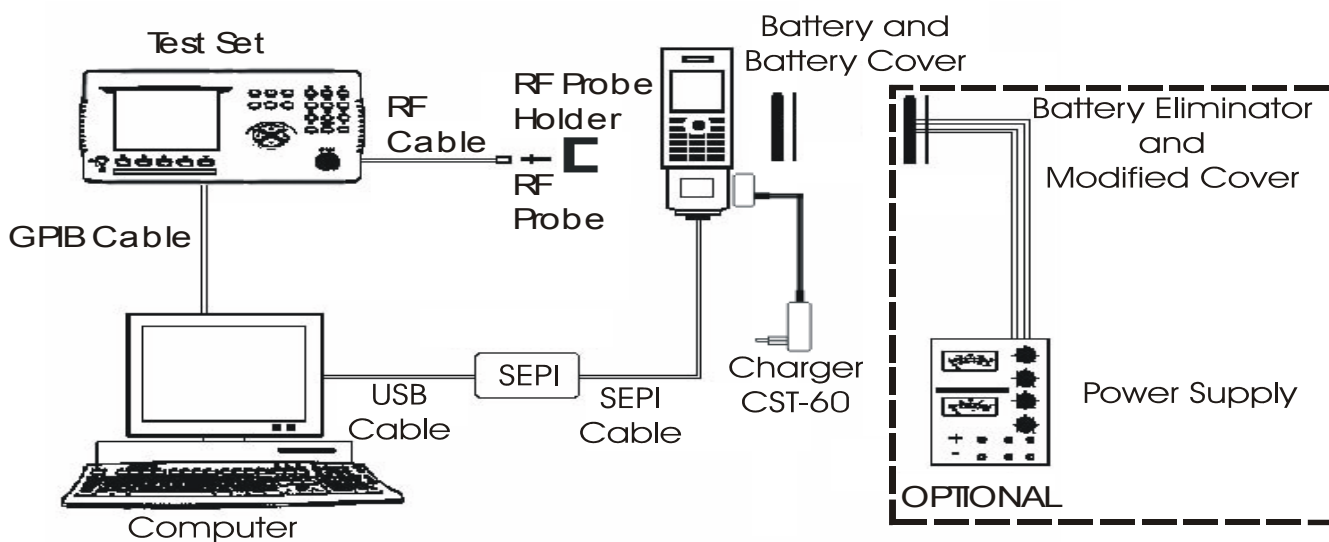 Test Set
RF
Cable
RF Probe
Holder
RF
Probe
Battery and
Battery Cover
Battery Eliminator
and
Modified Cover
GPIB Cable
Computer
USB
Cable
SEPI
SEPI
Cable
Charger
CST-60
Power Supply
+
-
OPTIONAL